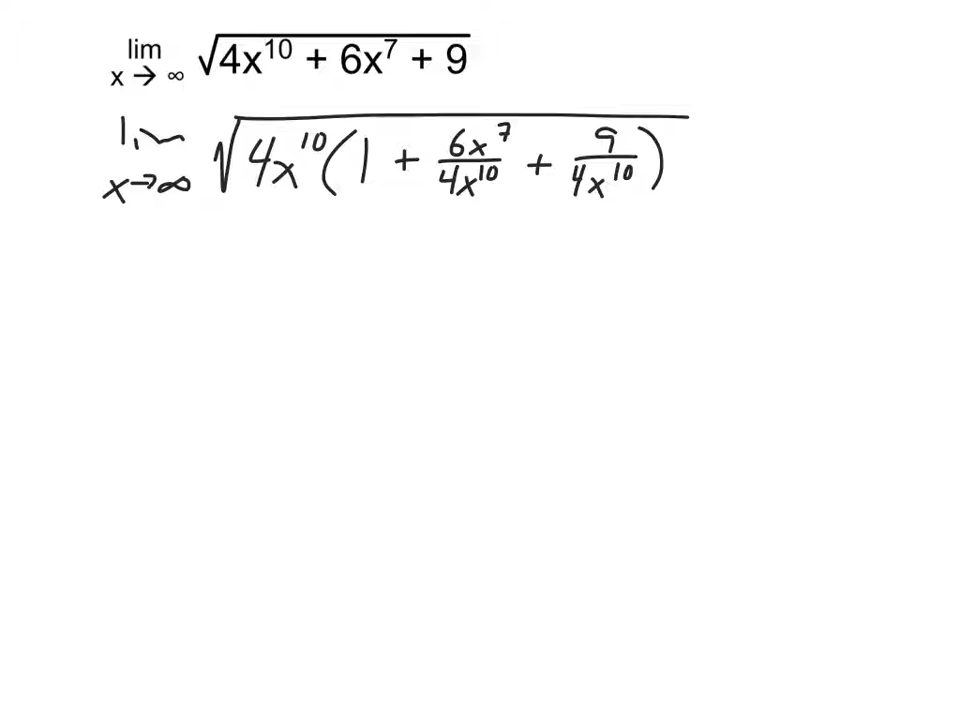 lim x → ∞ √(4x¹⁰ + 6x⁷ + 9)
lim x→∞ √(4x¹⁰(1 + 6x⁷/4x¹⁰ + 9/4x¹⁰))